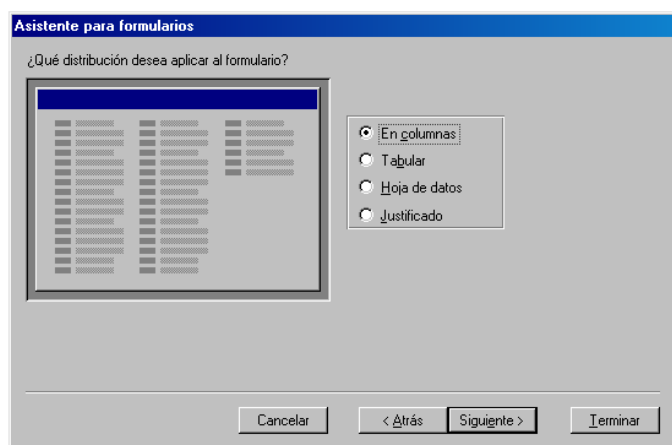 Asistente para formularios
¿Qué distribución desea aplicar al formulario?
En columnas
Tabular
Hoja de datos
Justificado
Cancelar
< Atrás
Siguiente >
Terminar